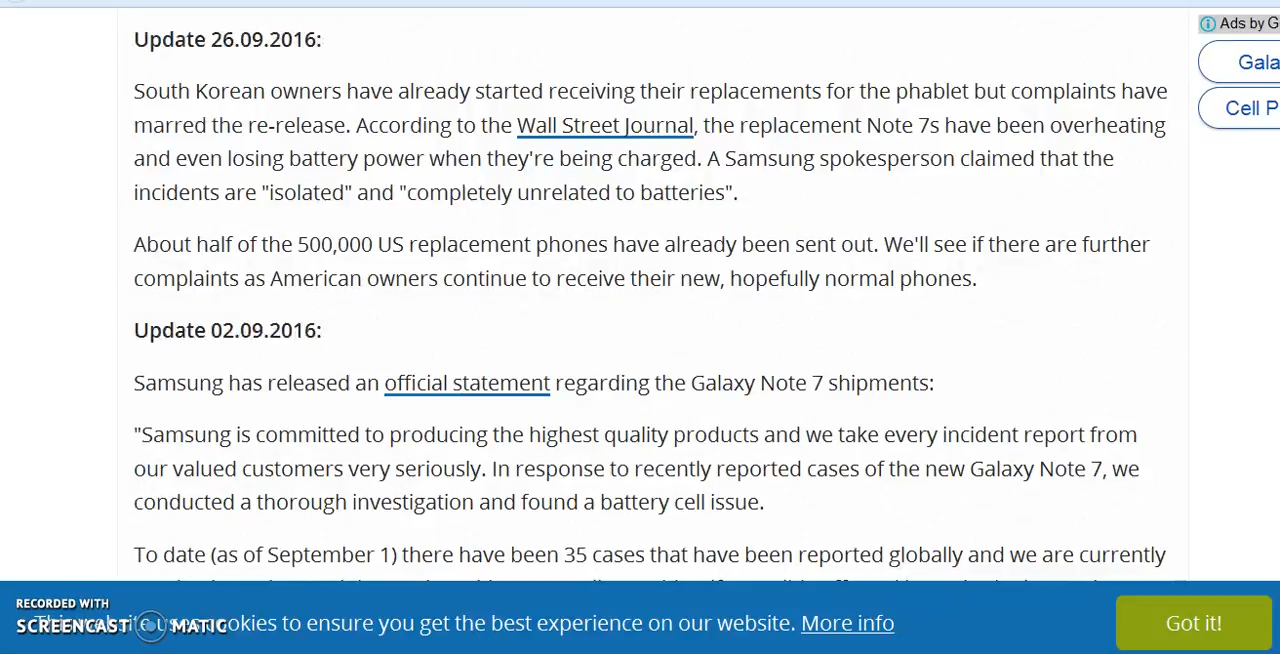 Update 26.09.2016:
Ads by G
South Korean owners have already started receiving their replacements for the phablet but complaints have
marred the re-release. According to the Wall Street Journal, the replacement Note 7s have been overheating
and even losing battery power when they're being charged. A Samsung spokesperson claimed that the
incidents are "isolated" and "completely unrelated to batteries".
Gala
Cell P
About half of the 500,000 US replacement phones have already been sent out. We'll see if there are further
complaints as American owners continue to receive their new, hopefully normal phones.
Update 02.09.2016:
Samsung has released an official statement regarding the Galaxy Note 7 shipments:
"Samsung is committed to producing the highest quality products and we take every incident report from
our valued customers very seriously. In response to recently reported cases of the new Galaxy Note 7, we
conducted a thorough investigation and found a battery cell issue.
To date (as of September 1) there have been 35 cases that have been reported globally and we are currently
RECORDED WITH
SCREENCAST MATIC
This website uses cookies to ensure you get the best experience on our website. More info
Got it!